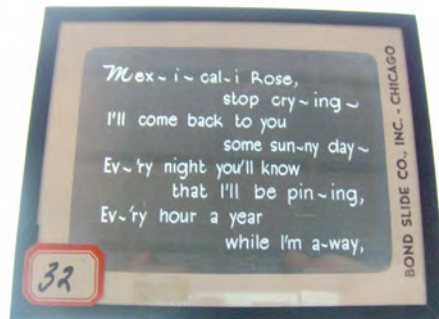 Mex~i~cal~i Rose,
stop cry~ing~
I'll come back to you
some sun~ny day~
Ev~'ry night you'll know
that I'll be pin~ing,
Ev~'ry hour a year
while I'm a-way,
BOND SLIDE CO., INC. - CHICAGO
32